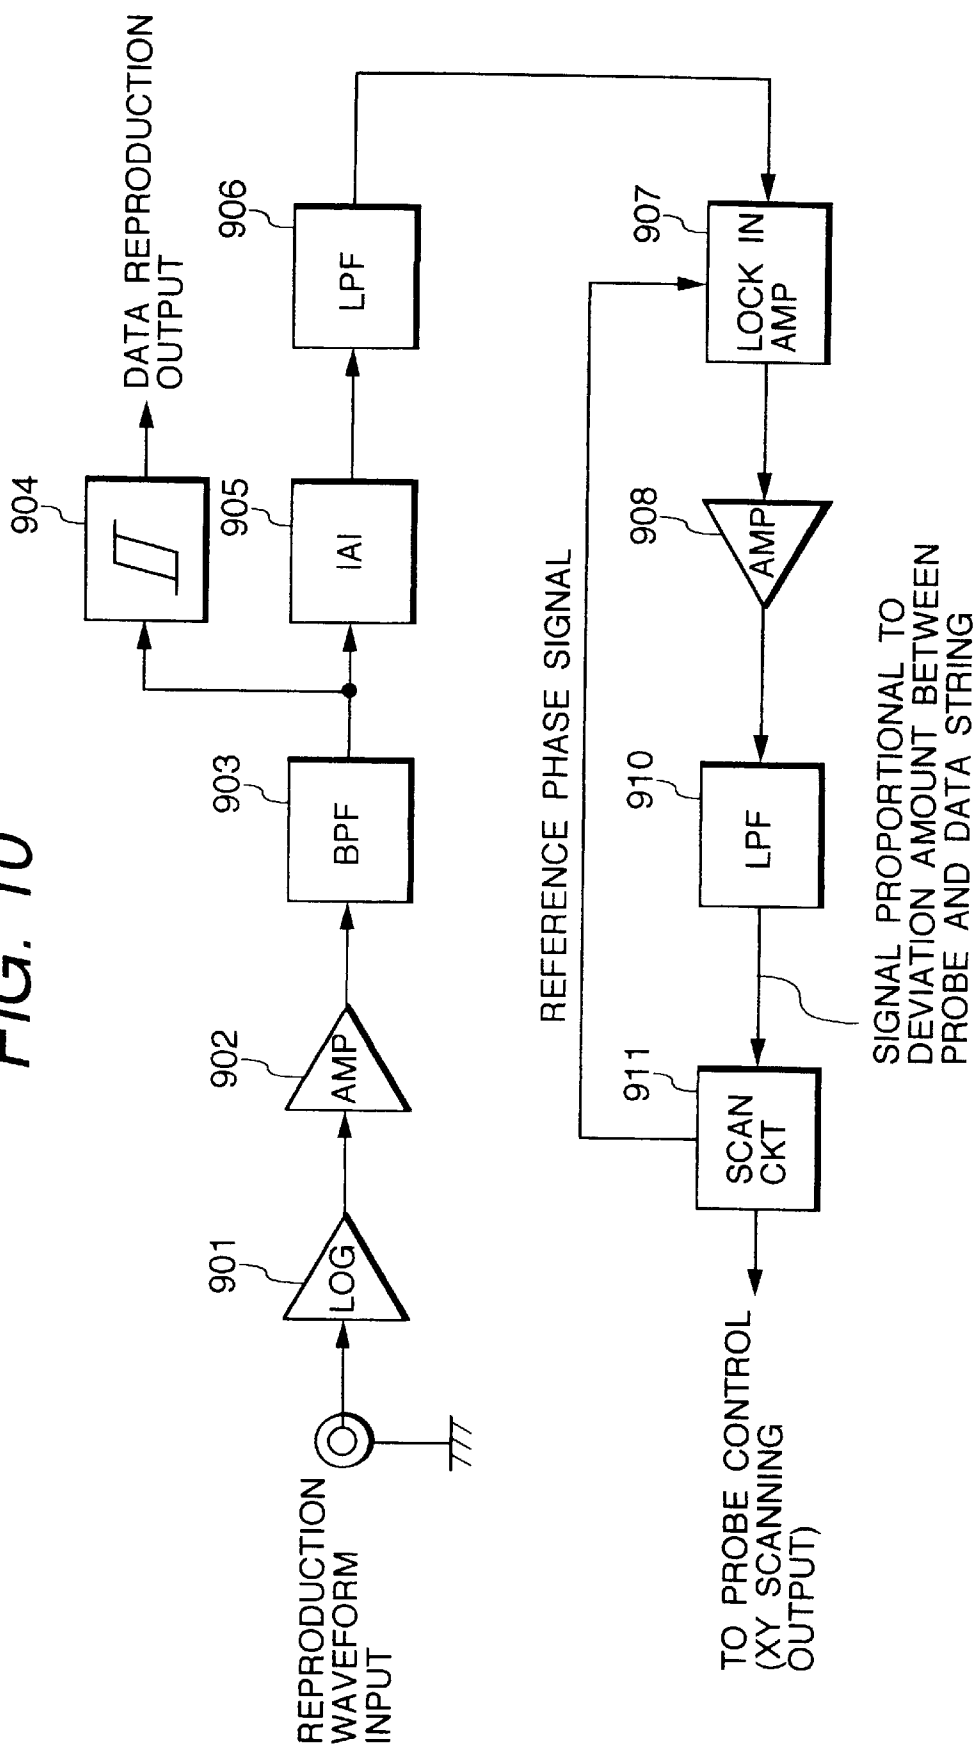 FIG. 10
904
DATA REPRODUCTION
OUTPUT
901
902
903
905
906
REPRODUCTION
WAVEFORM
INPUT
LOG
AMP
BPF
IAI
LPF
REFERENCE PHASE SIGNAL
911
910
908
907
TO PROBE CONTROL
(XY SCANNING
OUTPUT)
SCAN
CKT
LPF
AMP
LOCK IN
AMP
SIGNAL PROPORTIONAL TO
DEVIATION AMOUNT BETWEEN
PROBE AND DATA STRING